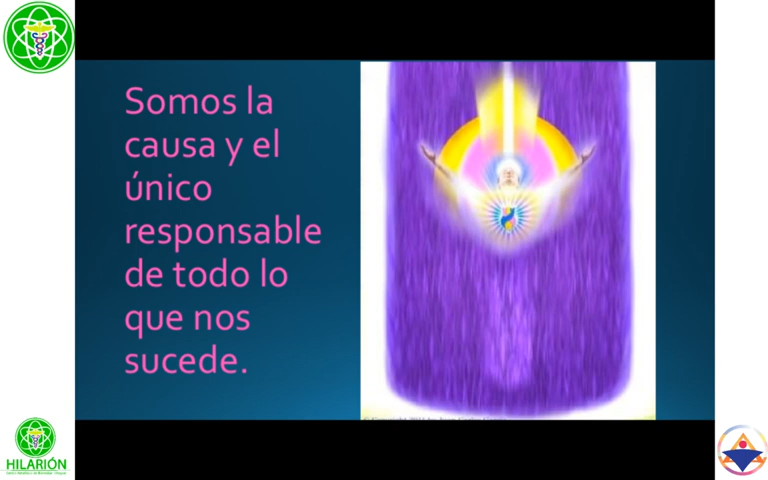 Somos la
causa y el
único
responsable
de todo lo
que nos
sucede.
HILARIÓN